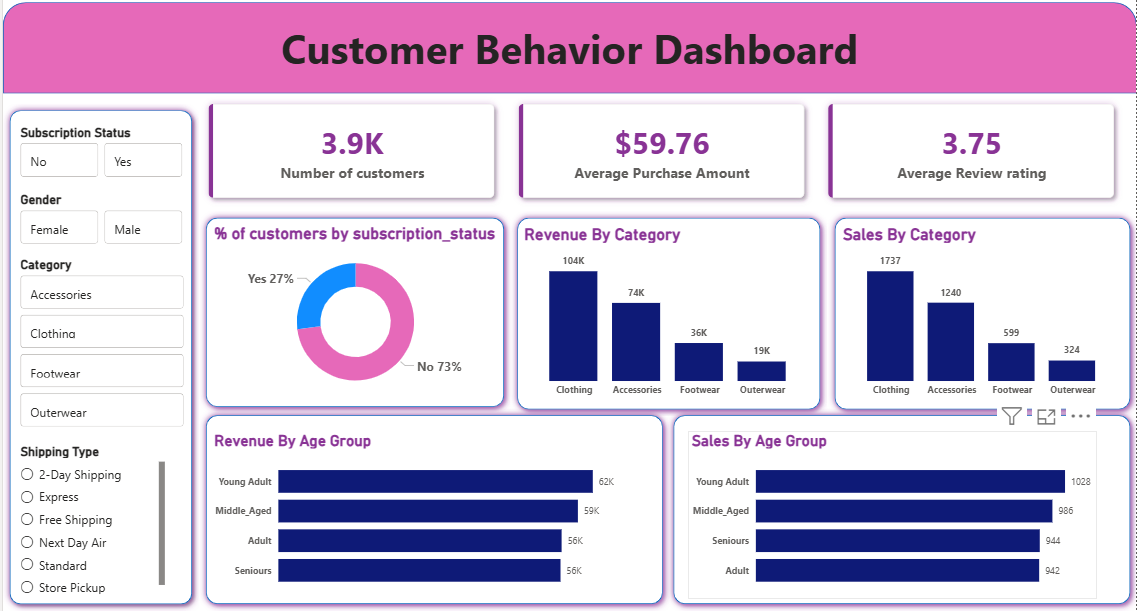 Customer Behavior Dashboard
Subscription Status
No
Yes
Gender
Female
Male
Category
Accessories
Clothing
Footwear
Outerwear
Shipping Type
2-Day Shipping
Express
Free Shipping
Next Day Air
Standard
Store Pickup
3.9K
Number of customers
$59.76
Average Purchase Amount
3.75
Average Review rating
% of customers by subscription_status
Yes 27%
No 73%
Revenue By Category
104K
74K
36K
19K
Clothing
Accessories
Footwear
Outerwear
Sales By Category
1737
1240
599
324
Clothing
Accessories
Footwear
Outerwear
Revenue By Age Group
Young Adult 62K
Middle_Aged 59K
Adult 56K
Seniours 56K
Sales By Age Group
Young Adult 1028
Middle_Aged 986
Seniours 944
Adult 942